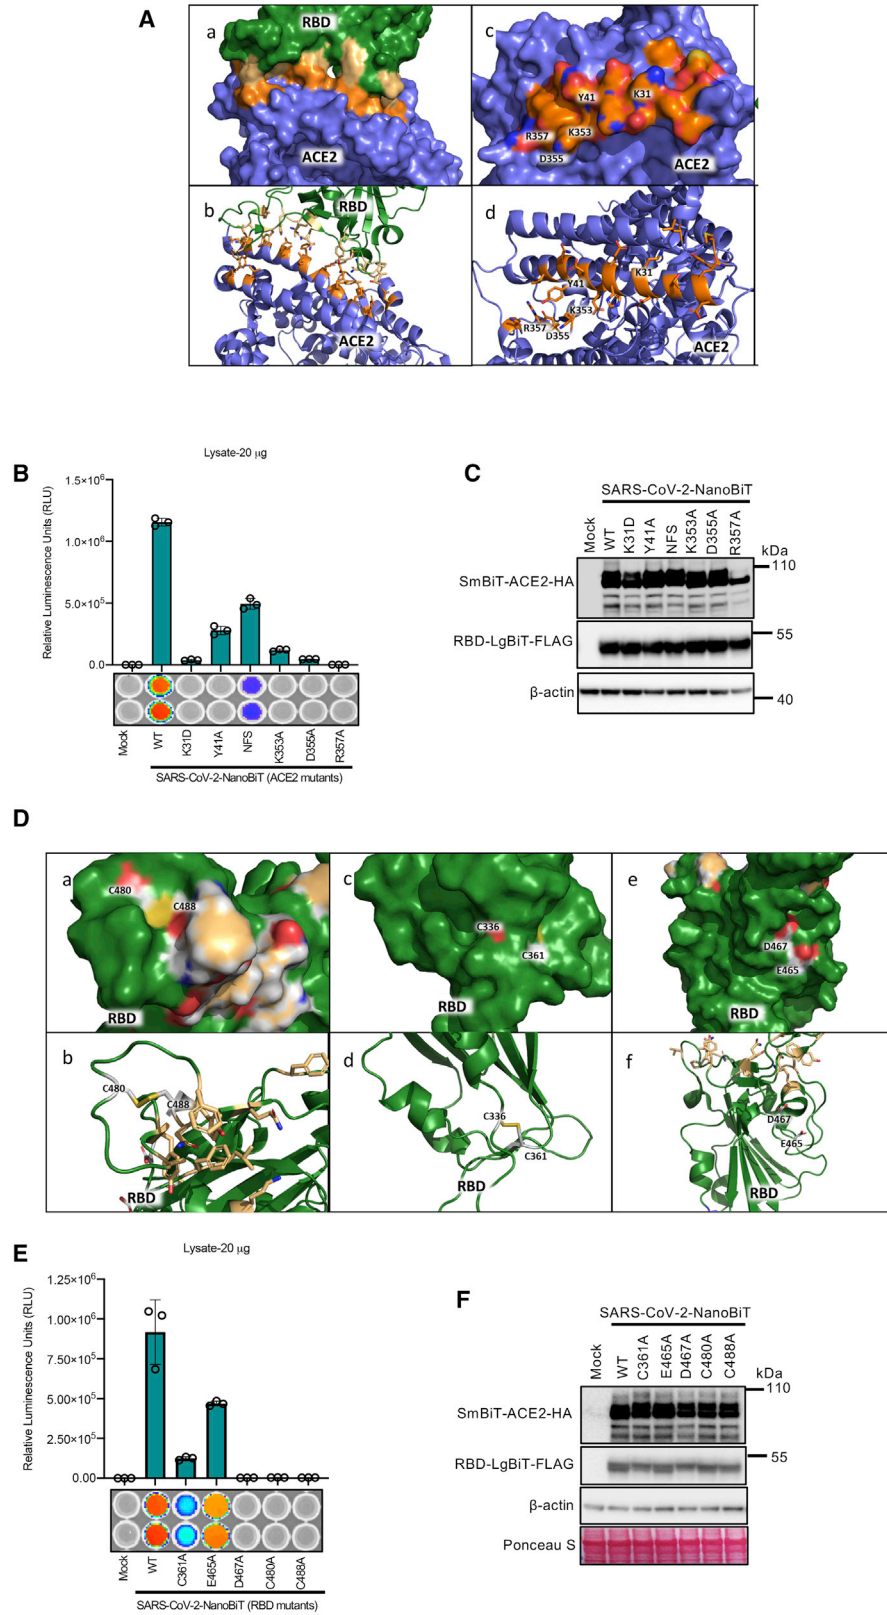 A
a
RBD
ACE2
c
Y41
K31
R357
K353
D355
ACE2
b
RBD
ACE2
d
K31
Y41
K353
R357
D355
ACE2
B
Lysate-20 µg
Relative Luminescence Units (RLU)
1.5×10⁶
1.0×10⁶
5.0×10⁵
0.0
Mock
WT
K31D
Y41A
NFS
K353A
D355A
R357A
SARS-CoV-2-NanoBiT (ACE2 mutants)
C
SARS-CoV-2-NanoBiT
Mock
WT
K31D
Y41A
NFS
K353A
D355A
R357A
kDa
110
SmBiT-ACE2-HA
55
RBD-LgBiT-FLAG
β-actin
40
D
a
C480
C488
RBD
c
C336
C361
RBD
e
D467
E465
RBD
b
C480
C488
RBD
d
C336
C361
RBD
f
D467
E465
RBD
E
Lysate-20 µg
Relative Luminescence Units (RLU)
1.25×10⁶
1.00×10⁶
7.50×10⁵
5.00×10⁵
2.50×10⁵
0.00
Mock
WT
C361A
E465A
D467A
C480A
C488A
SARS-CoV-2-NanoBiT (RBD mutants)
F
SARS-CoV-2-NanoBiT
Mock
WT
C361A
E465A
D467A
C480A
C488A
kDa
110
SmBiT-ACE2-HA
55
RBD-LgBiT-FLAG
β-actin
Ponceau S